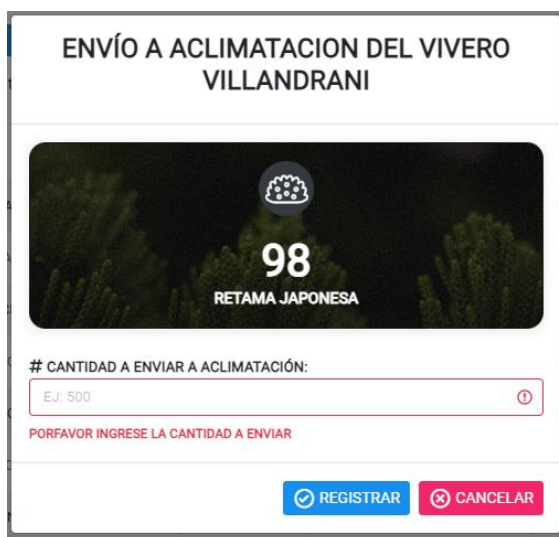 ENVÍO A ACLIMATACION DEL VIVERO
VILLANDRANI
98
RETAMA JAPONESA
# CANTIDAD A ENVIAR A ACLIMATACIÓN:
EJ: 500
PORFAVOR INGRESE LA CANTIDAD A ENVIAR
REGISTRAR
CANCELAR